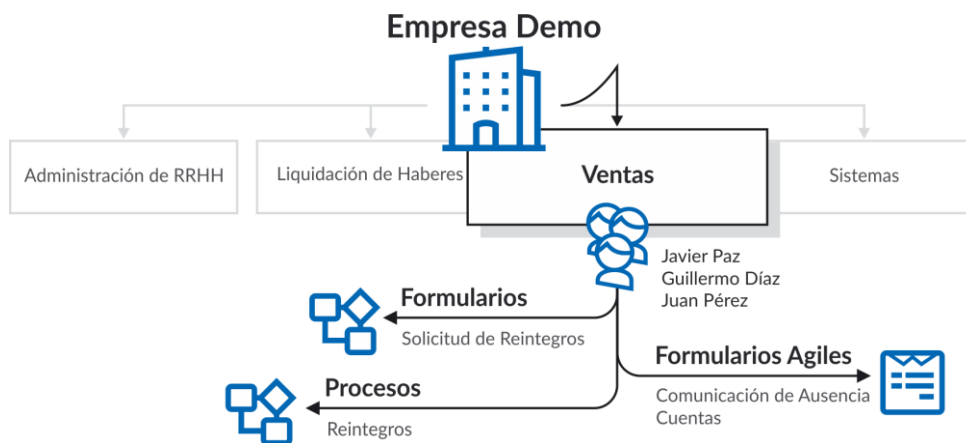 Empresa Demo
Administración de RRHH
Liquidación de Haberes
Ventas
Sistemas
Javier Paz
Guillermo Díaz
Juan Pérez
Formularios
Solicitud de Reintegros
Formularios Agiles
Comunicación de Ausencia
Cuentas
Procesos
Reintegros